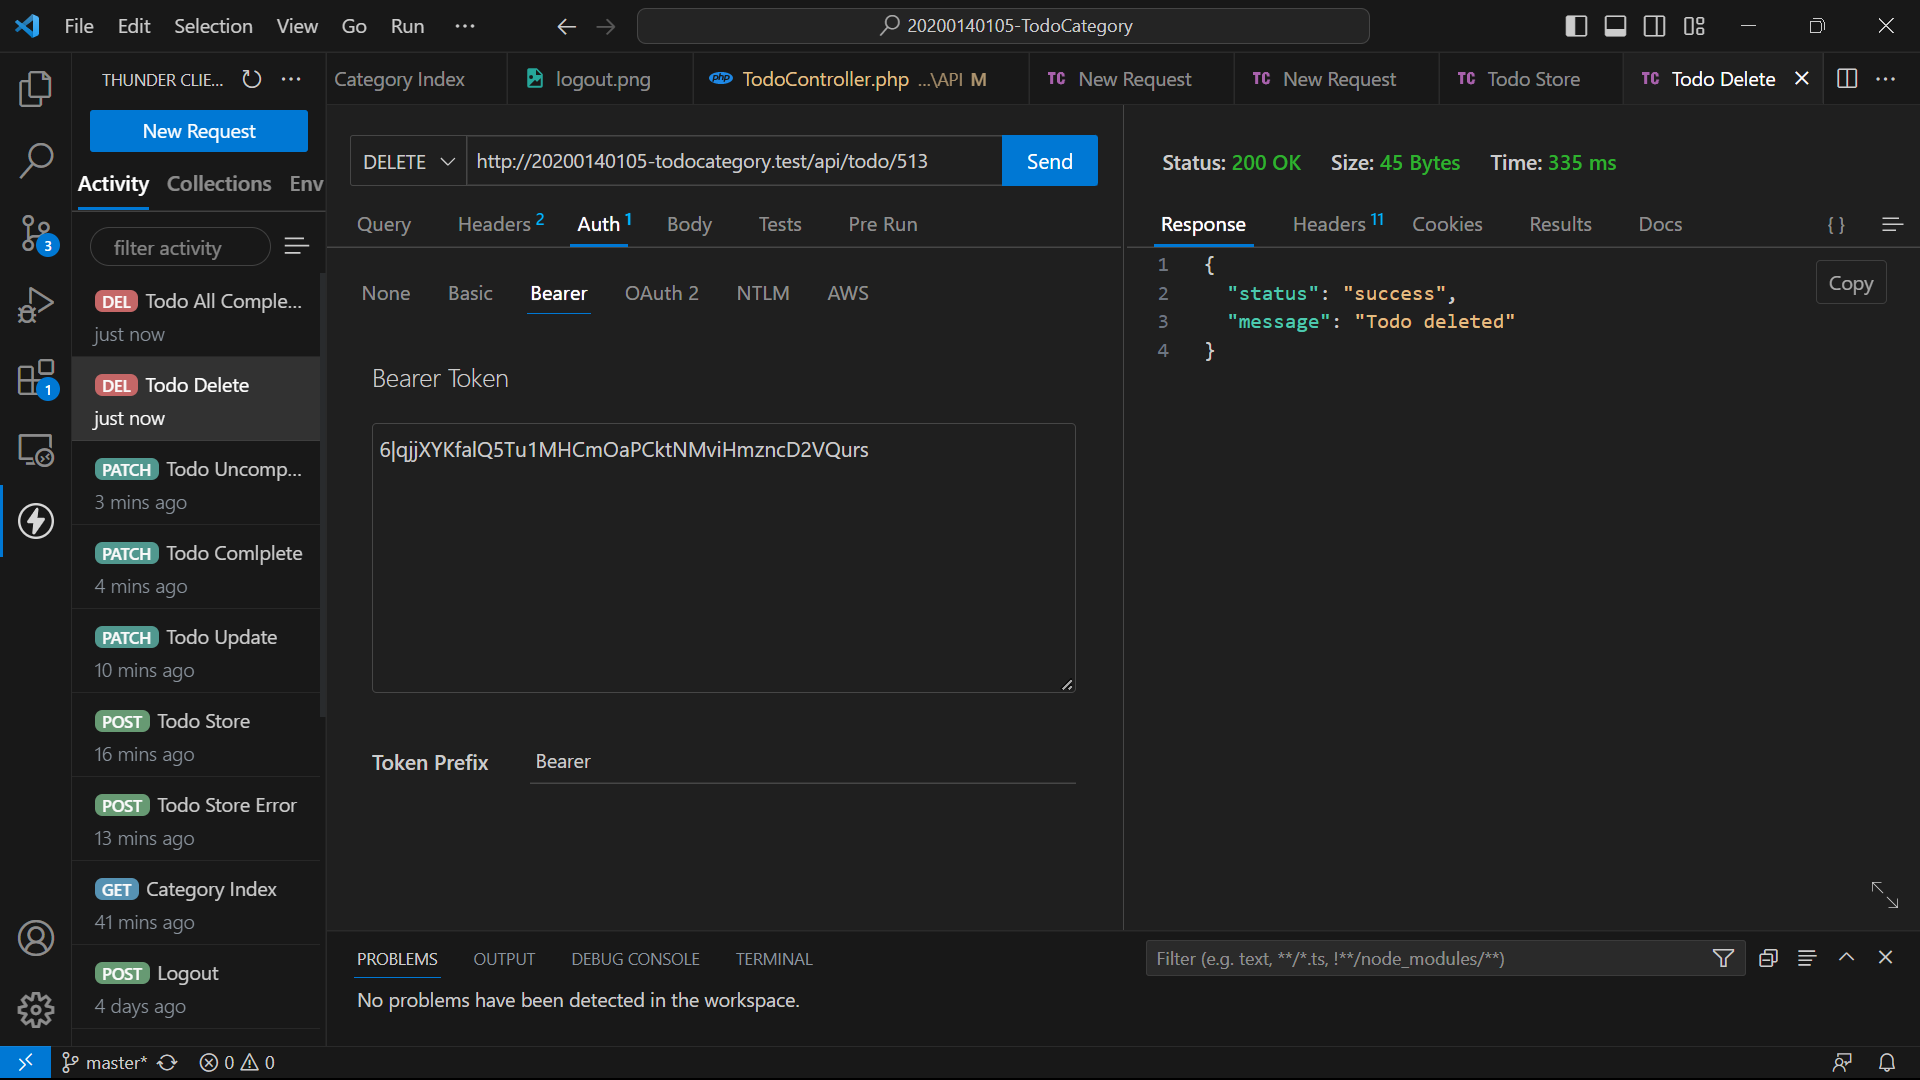 File Edit Selection View Go Run ···
20200140105-TodoCategory
THUNDER CLIE... ···
Category Index
logout.png
php TodoController.php ...\API M
TC New Request
TC New Request
TC Todo Store
TC Todo Delete
···
New Request
Activity Collections Env
filter activity
DEL Todo All Comple...
just now
DEL Todo Delete
just now
PATCH Todo Uncomp...
3 mins ago
PATCH Todo Comlplete
4 mins ago
PATCH Todo Update
10 mins ago
POST Todo Store
16 mins ago
POST Todo Store Error
13 mins ago
GET Category Index
41 mins ago
POST Logout
4 days ago
3
1
DELETE http://20200140105-todocategory.test/api/todo/513 Send
Query Headers 2 Auth 1 Body Tests Pre Run
None Basic Bearer OAuth 2 NTLM AWS
Bearer Token
6|qjjXYKfalQ5Tu1MHCmOaPCktNMviHmzncD2VQurs
Token Prefix Bearer
Status: 200 OK Size: 45 Bytes Time: 335 ms
Response Headers 11 Cookies Results Docs { }
1 {
2 "status": "success",
3 "message": "Todo deleted"
4 }
Copy
PROBLEMS OUTPUT DEBUG CONSOLE TERMINAL
Filter (e.g. text, **/*.ts, !**/node_modules/**)
No problems have been detected in the workspace.
master* 0 0